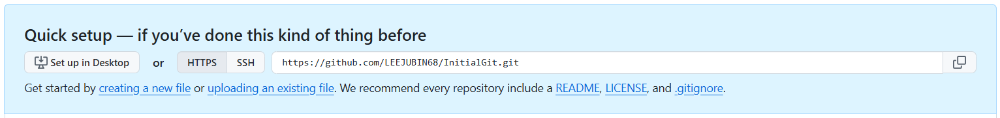 Quick setup — if you’ve done this kind of thing before
Set up in Desktop or HTTPS SSH https://github.com/LEEJUBIN68/InitialGit.git
Get started by creating a new file or uploading an existing file. We recommend every repository include a README, LICENSE, and .gitignore.